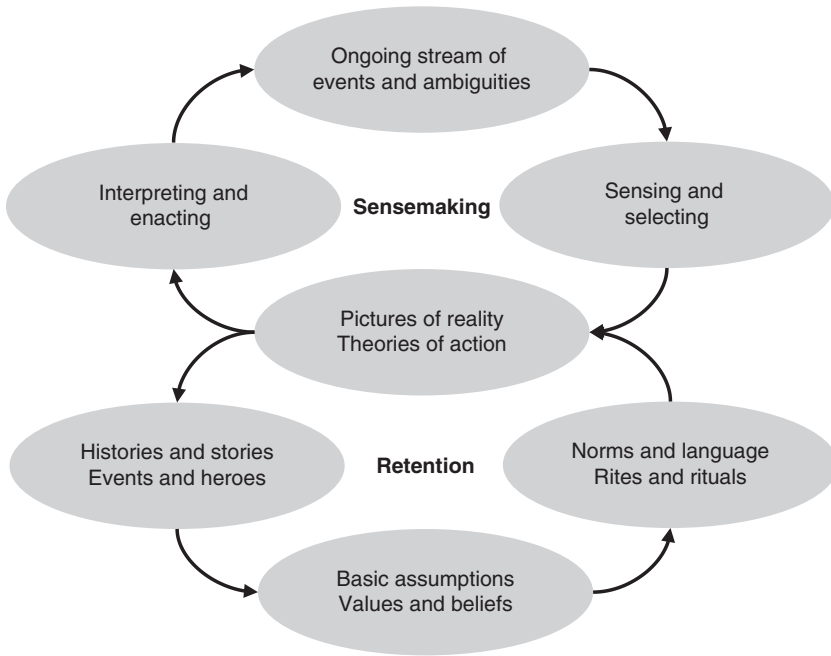 Ongoing stream of
events and ambiguities
Interpreting and
enacting
Sensemaking
Sensing and
selecting
Pictures of reality
Theories of action
Histories and stories
Events and heroes
Retention
Norms and language
Rites and rituals
Basic assumptions
Values and beliefs